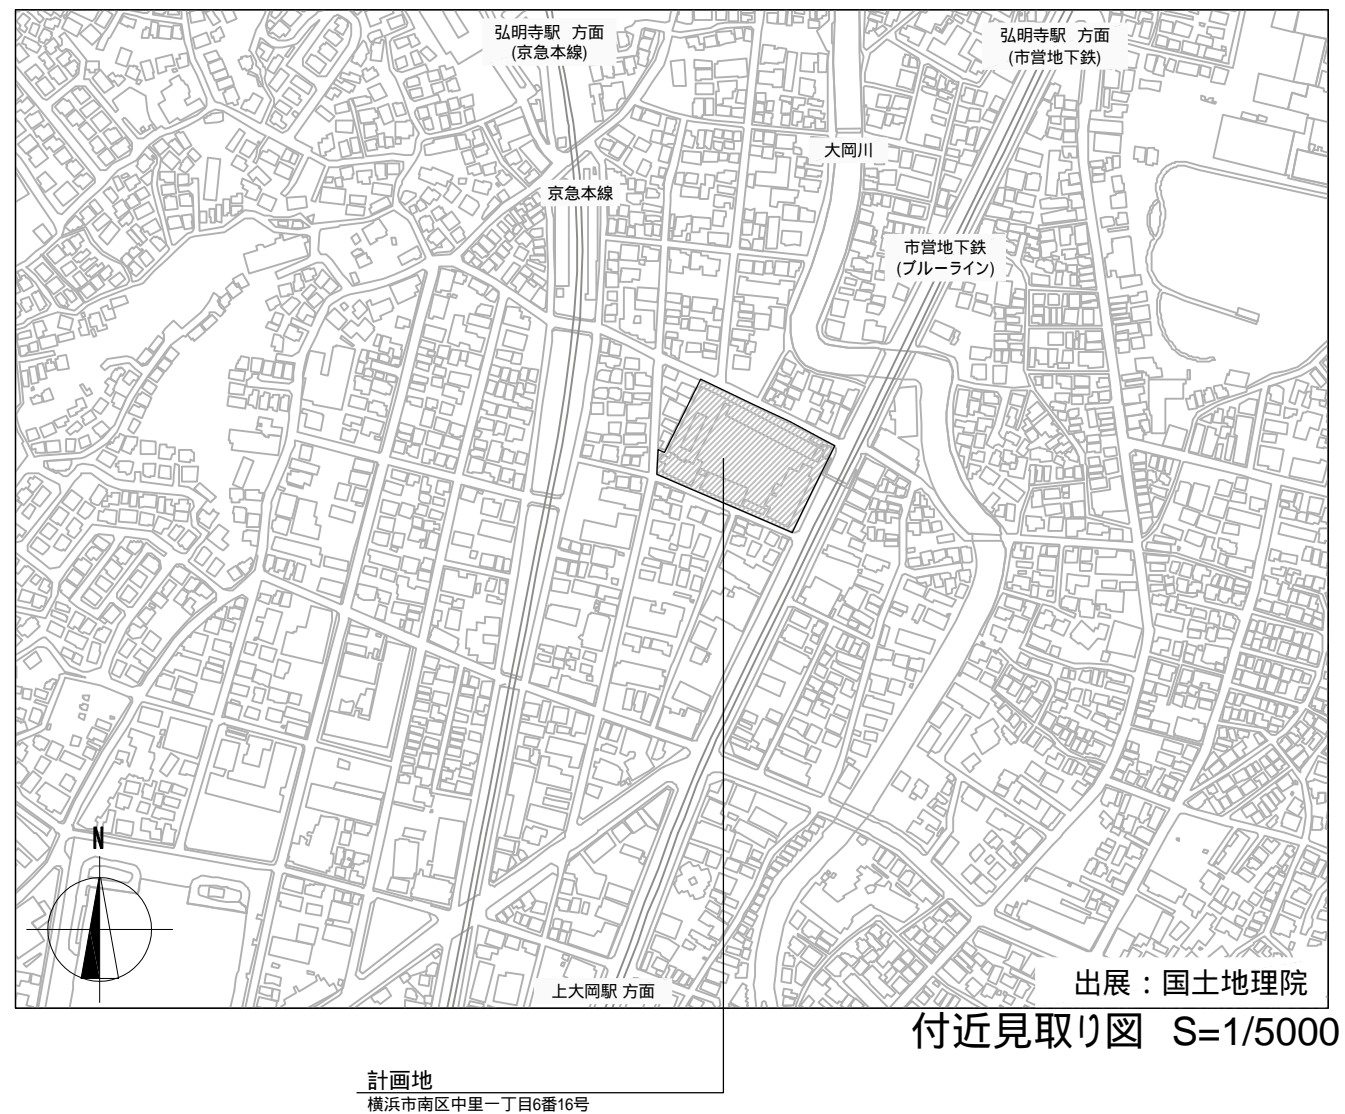 弘明寺駅 方面
(京急本線)
弘明寺駅 方面
(市営地下鉄)
大岡川
京急本線
市営地下鉄
(ブルーライン)
N
上大岡駅 方面
出展：国土地理院
付近見取り図 S=1/5000
計画地
横浜市南区中里一丁目6番16号